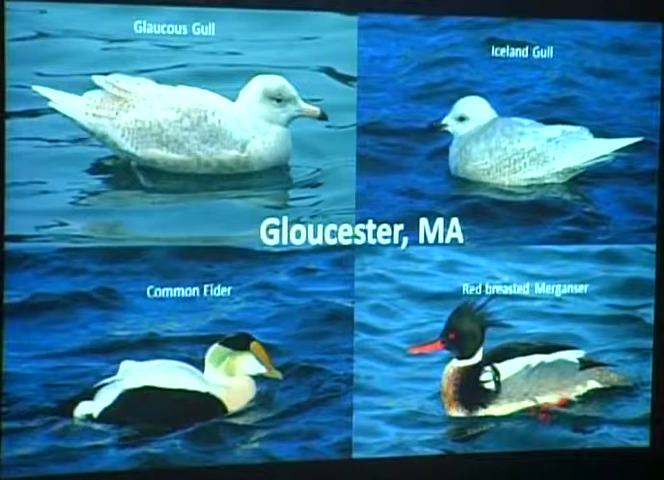 Glaucous Gull
Iceland Gull
Gloucester, MA
Common Eider
Red breasted Merganser